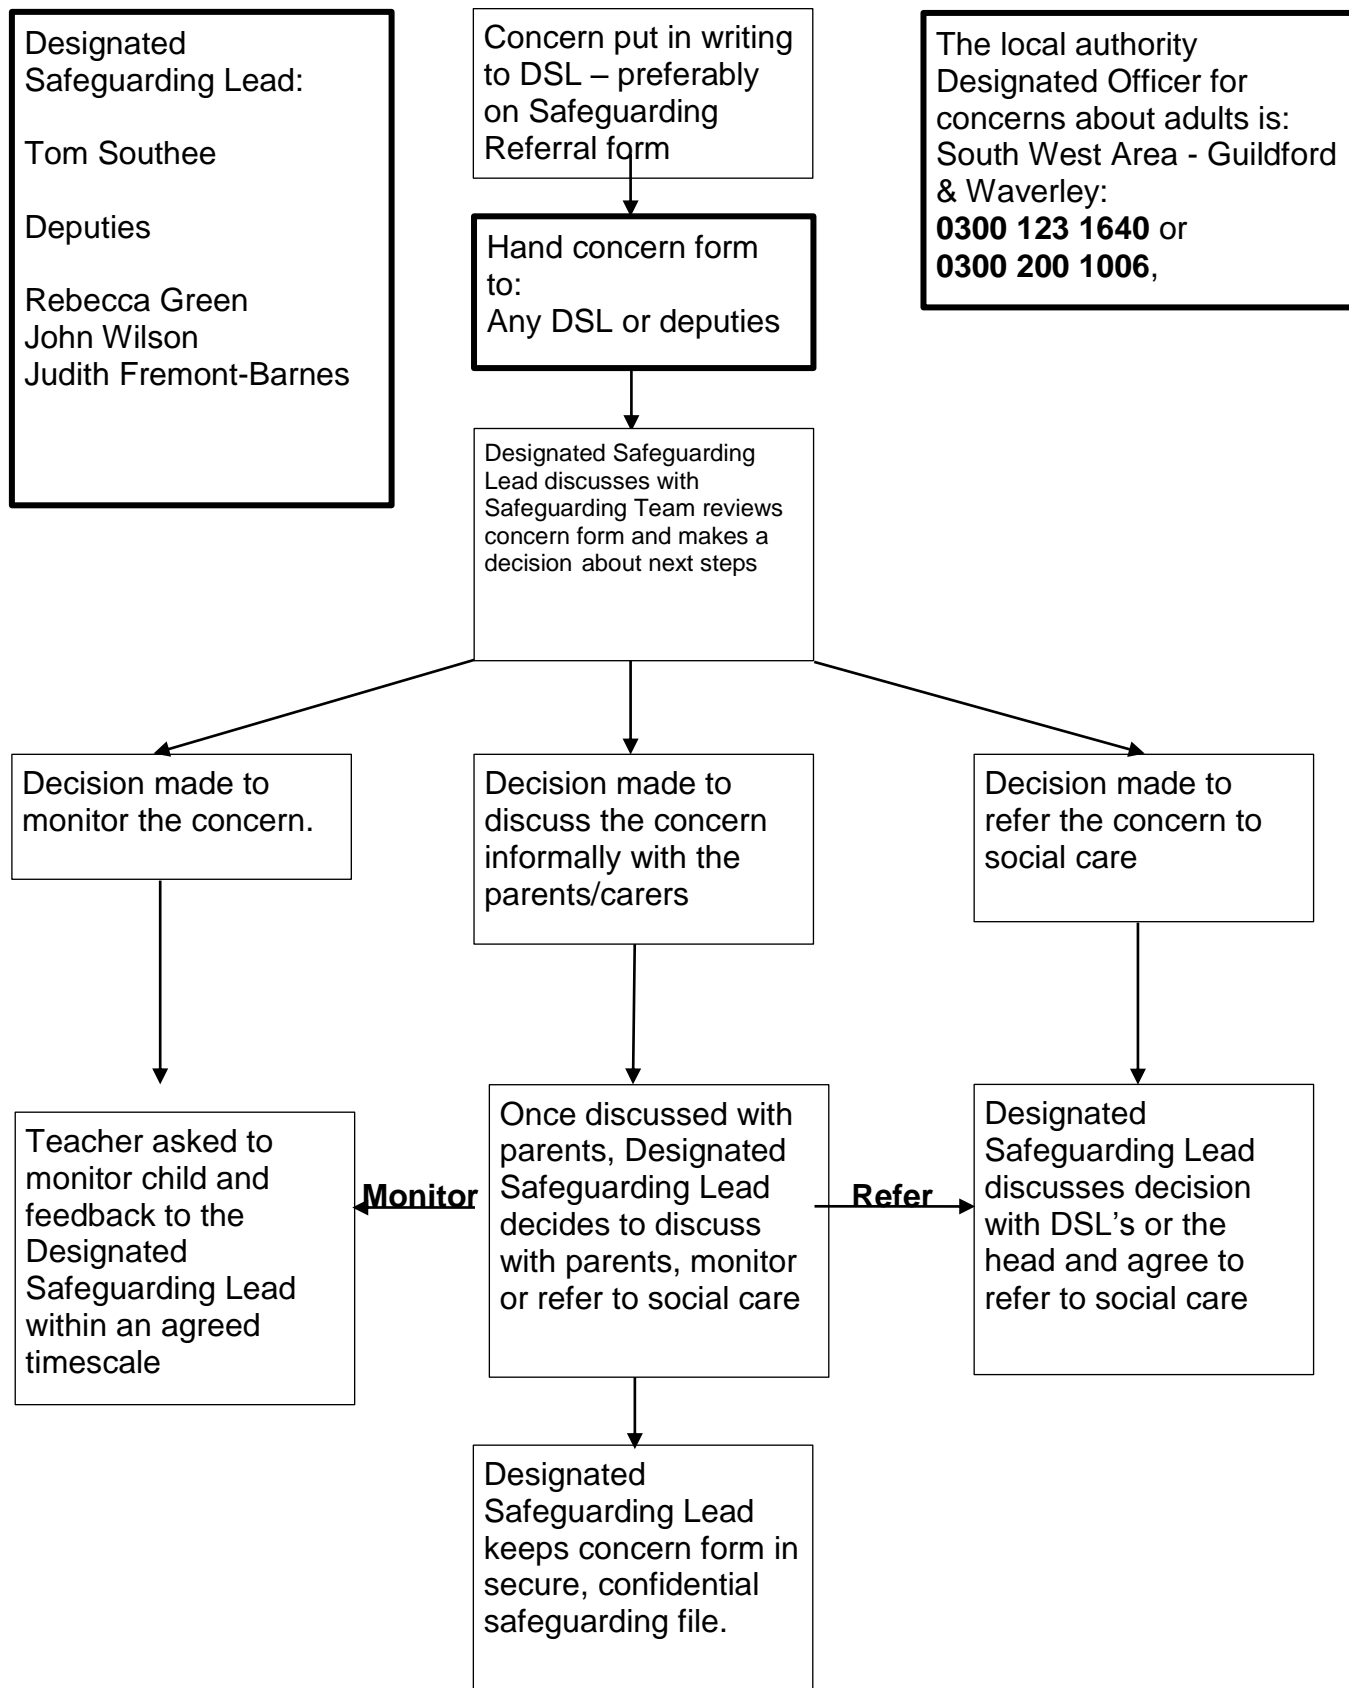 Designated
Safeguarding Lead:
Tom Southee
Deputies
Rebecca Green
John Wilson
Judith Fremont-Barnes
Concern put in writing
to DSL – preferably
on Safeguarding
Referral form
The local authority
Designated Officer for
concerns about adults is:
South West Area - Guildford
& Waverley:
0300 123 1640 or
0300 200 1006,
Hand concern form
to:
Any DSL or deputies
Designated Safeguarding
Lead discusses with
Safeguarding Team reviews
concern form and makes a
decision about next steps
Decision made to
monitor the concern.
Decision made to
discuss the concern
informally with the
parents/carers
Decision made to
refer the concern to
social care
Teacher asked to
monitor child and
feedback to the
Designated
Safeguarding Lead
within an agreed
timescale
Monitor
Once discussed with
parents, Designated
Safeguarding Lead
decides to discuss
with parents, monitor
or refer to social care
Refer
Designated
Safeguarding Lead
discusses decision
with DSL’s or the
head and agree to
refer to social care
Designated
Safeguarding Lead
keeps concern form in
secure, confidential
safeguarding file.